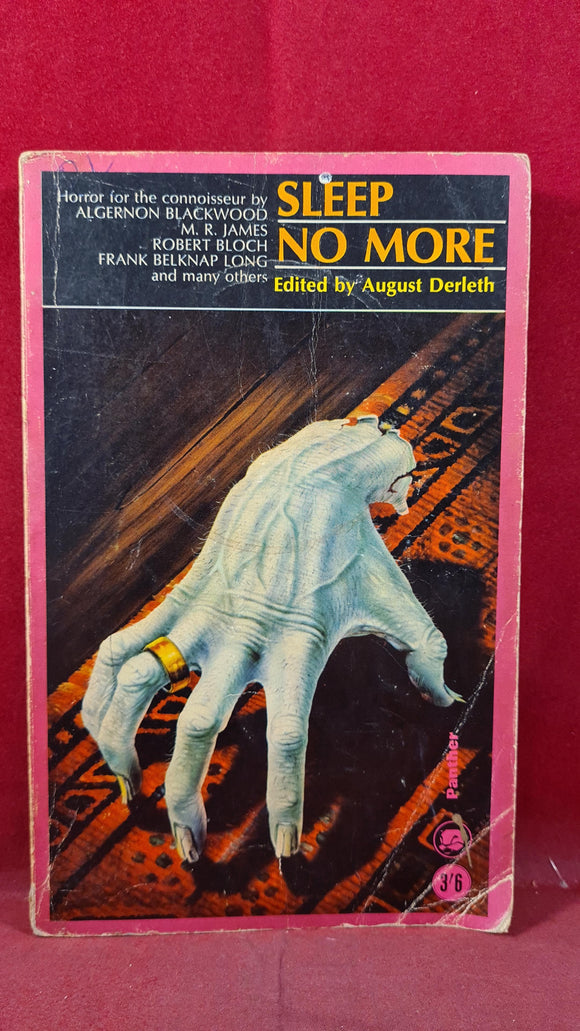 Horror for the connoisseur by
ALGERNON BLACKWOOD
M. R. JAMES
ROBERT BLOCH
FRANK BELKNAP LONG
and many others
SLEEP
NO MORE
Edited by August Derleth
Panther
3/6